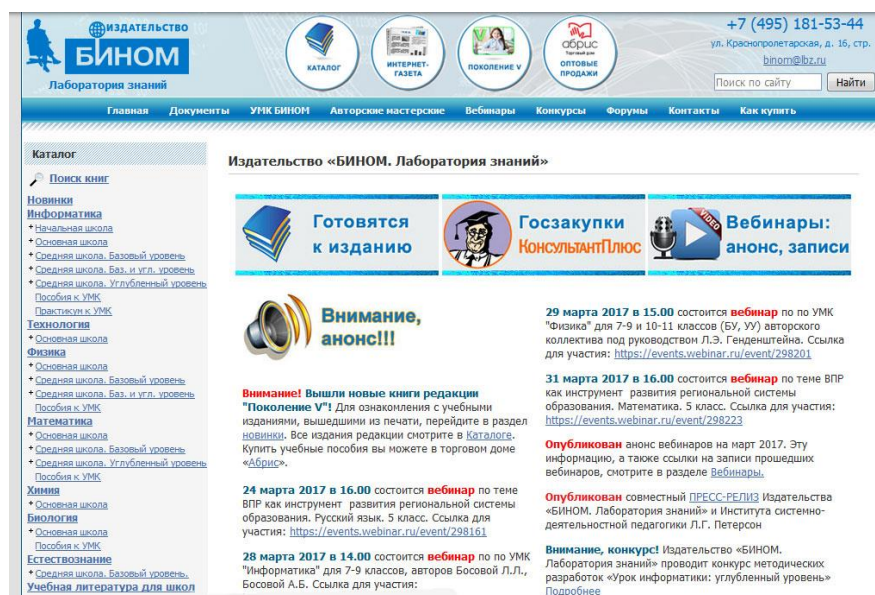 ИЗДАТЕЛЬСТВО
БИНОМ
Лаборатория знаний
КАТАЛОГ
ИНТЕРНЕТ-
ГАЗЕТА
ПОКОЛЕНИЕ V
абрис
Торговый дом
ОПТОВЫЕ
ПРОДАЖИ
+7 (495) 181-53-44
ул. Краснопролетарская, д. 16, стр.
binom@lbz.ru
Поиск по сайту
Найти
Главная Документы УМК БИНОМ Авторские мастерские Вебинары Конкурсы Форумы Контакты Как купить
Каталог
Поиск книг
Новинки
Информатика
+ Начальная школа
+ Основная школа
+ Средняя школа. Базовый уровень
+ Средняя школа. Баз. и угл. уровень
+ Средняя школа. Углубленный уровень
Пособия к УМК
Практикум к УМК
Технология
+ Основная школа
Физика
+ Основная школа
+ Средняя школа. Базовый уровень
+ Средняя школа. Баз. и угл. уровень
Пособия к УМК
Математика
+ Основная школа
+ Средняя школа. Базовый уровень
+ Средняя школа. Углубленный уровень
Пособия к УМК
Химия
+ Основная школа
Биология
+ Основная школа
Пособия к УМК
Естествознание
+ Средняя школа. Базовый уровень.
Учебная литература для школ
Издательство «БИНОМ. Лаборатория знаний»
Готовятся
к изданию
Госзакупки
КонсультантПлюс
VIDEO
Вебинары:
анонс, записи
Внимание,
анонс!!!
Внимание! Вышли новые книги редакции
"Поколение V"! Для ознакомления с учебными
изданиями, вышедшими из печати, перейдите в раздел
новинки. Все издания редакции смотрите в Каталоге.
Купить учебные пособия вы можете в торговом доме
«Абрис».
24 марта 2017 в 16.00 состоится вебинар по теме
ВПР как инструмент развития региональной системы
образования. Русский язык. 5 класс. Ссылка для
участия: https://events.webinar.ru/event/298161
28 марта 2017 в 14.00 состоится вебинар по по УМК
"Информатика" для 7-9 классов, авторов Босовой Л.Л.,
Босовой А.Б. Ссылка для участия:
29 марта 2017 в 15.00 состоится вебинар по по УМК
"Физика" для 7-9 и 10-11 классов (БУ, УУ) авторского
коллектива под руководством Л.Э. Генденштейна. Ссылка
для участия: https://events.webinar.ru/event/298201
31 марта 2017 в 16.00 состоится вебинар по теме ВПР
как инструмент развития региональной системы
образования. Математика. 5 класс. Ссылка для участия:
https://events.webinar.ru/event/298223
Опубликован анонс вебинаров на март 2017. Эту
информацию, а также ссылки на записи прошедших
вебинаров, смотрите в разделе Вебинары.
Опубликован совместный ПРЕСС-РЕЛИЗ Издательства
«БИНОМ. Лаборатория знаний» и Института системно-
деятельностной педагогики Л.Г. Петерсон
Внимание, конкурс! Издательство «БИНОМ.
Лаборатория знаний» проводит конкурс методических
разработок «Урок информатики: углубленный уровень»
Подробнее